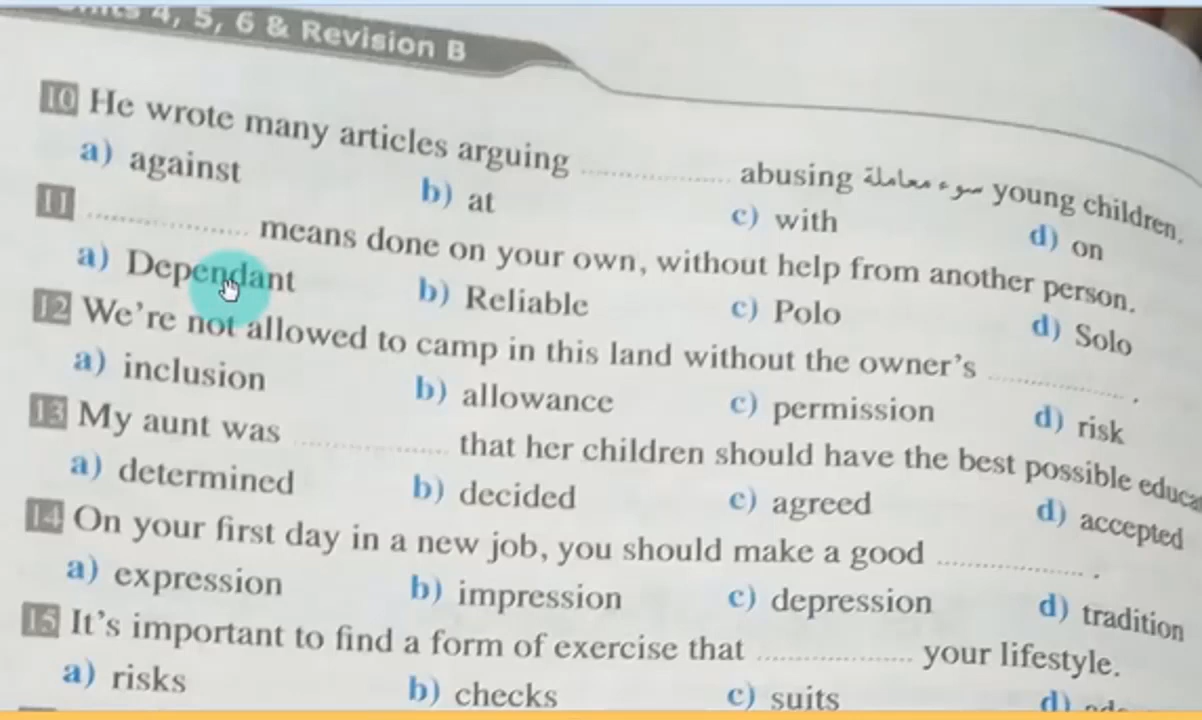 4, 5, 6 & Revision B
10 He wrote many articles arguing .................... abusing سوء معاملة young children.
a) against b) at c) with d) on
11 .................... means done on your own, without help from another person.
a) Dependant b) Reliable c) Polo d) Solo
12 We're not allowed to camp in this land without the owner's .................... .
a) inclusion b) allowance c) permission d) risk
13 My aunt was .................... that her children should have the best possible
a) determined b) decided c) agreed d) accepted
14 On your first day in a new job, you should make a good .................... .
a) expression b) impression c) depression d) tradition
15 It's important to find a form of exercise that .................... your lifestyle.
a) risks b) checks c) suits d)